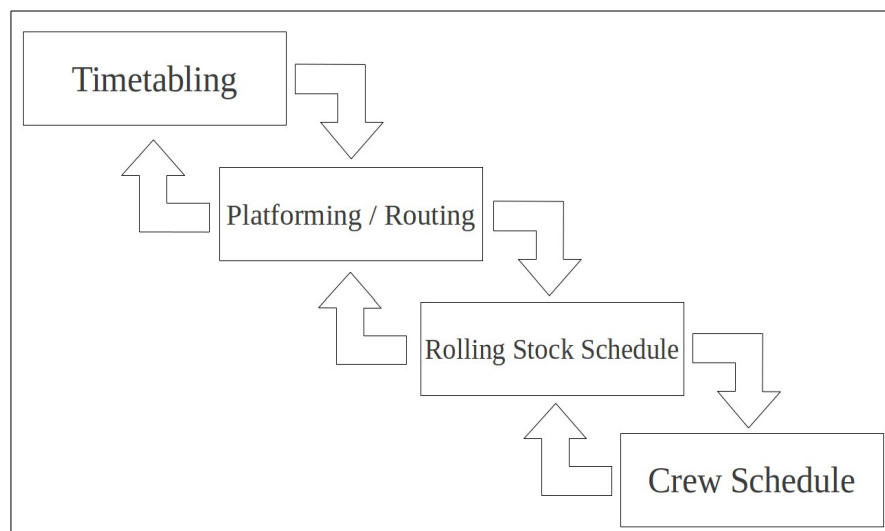 Timetabling
Platforming / Routing
Rolling Stock Schedule
Crew Schedule